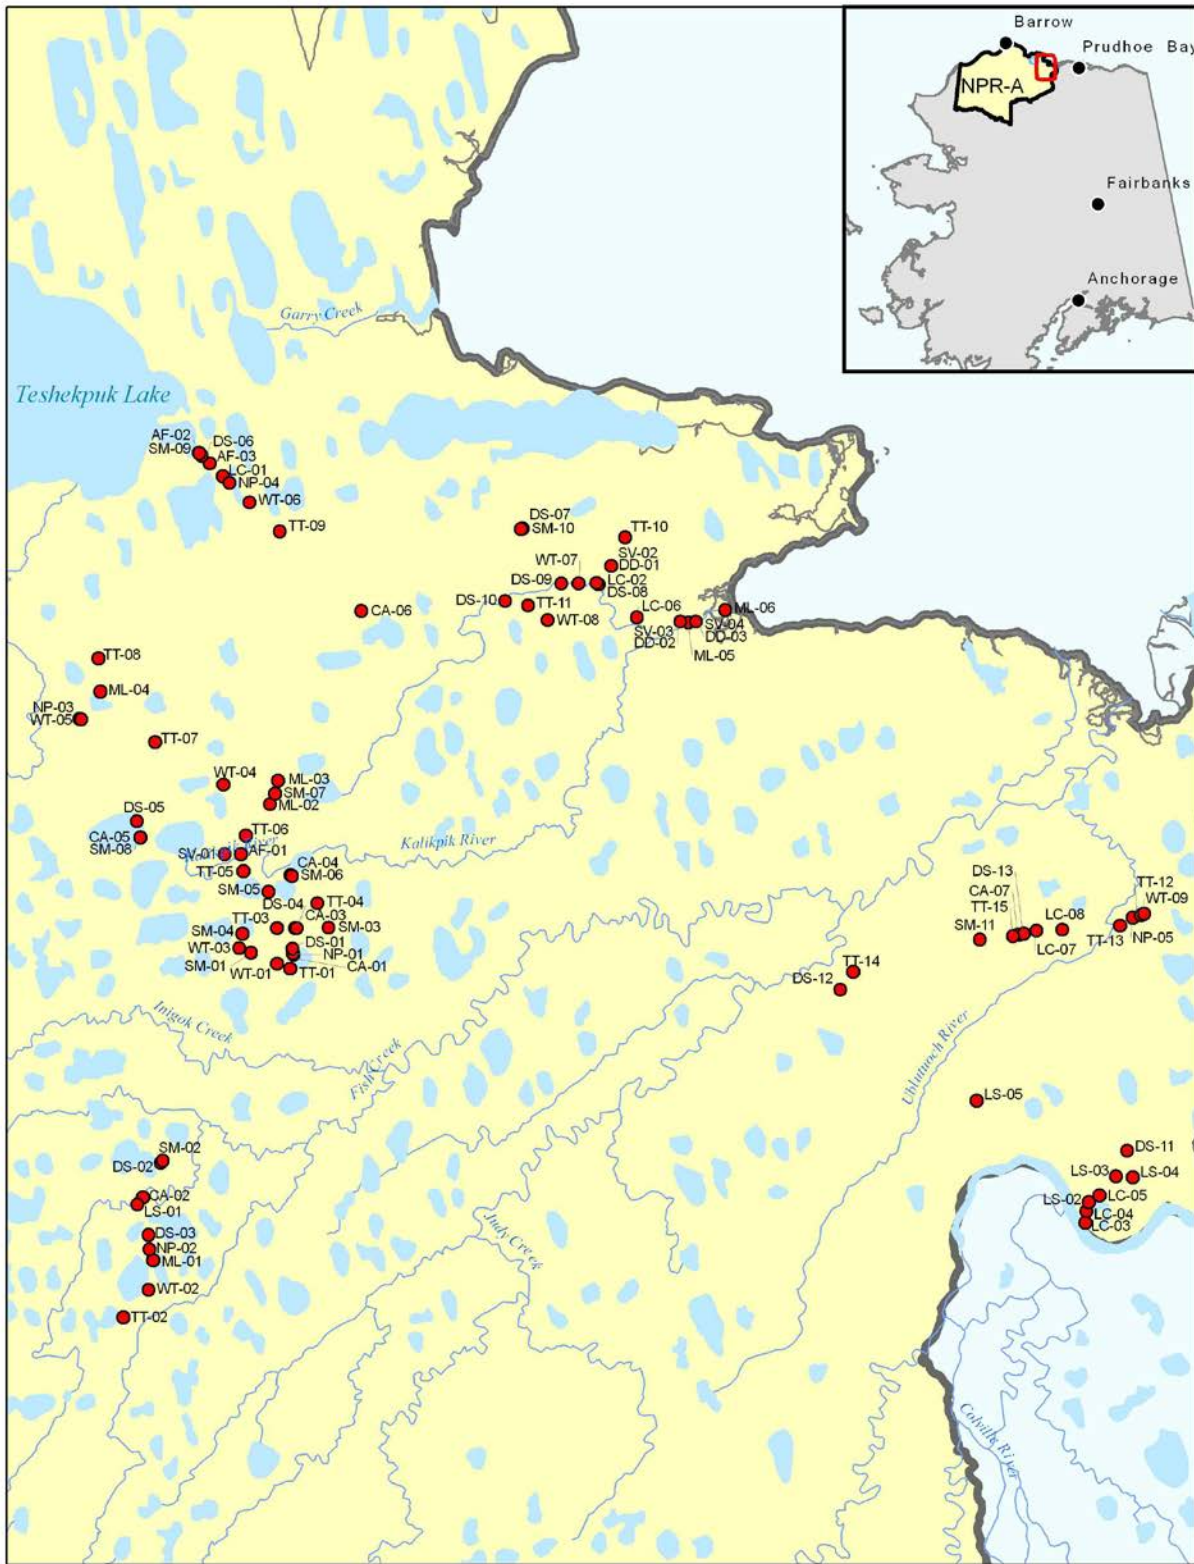 Barrow
Prudhoe Bay
NPR-A
Fairbanks
Anchorage
Garry Creek
Teshekpuk Lake
AF-02
DS-06
SM-09
AF-03
LC-01
NP-04
WT-06
TT-09
DS-07
SM-10
TT-10
SV-02
WT-07
DD-01
DS-09
LC-02
DS-08
DS-10
TT-11
LC-06
ML-06
CA-06
WT-08
SV-03
SV-04
DD-02
DD-03
ML-05
TT-08
ML-04
NP-03
WT-05
TT-07
WT-04
ML-03
SM-07
ML-02
DS-05
TT-06
CA-05
Kalikpik River
SM-08
SV-01
AF-01
CA-04
TT-05
SM-06
SM-05
DS-04
TT-04
TT-03
CA-03
SM-04
SM-03
WT-03
DS-01
NP-01
SM-01
WT-01
TT-01
CA-01
DS-13
CA-07
TT-15
SM-11
LC-08
LC-07
TT-12
WT-09
TT-13
NP-05
TT-14
DS-12
Inigok Creek
Fish Creek
Ublutuoch River
LS-05
SM-02
DS-02
DS-11
LS-03
LS-04
CA-02
LS-01
LS-02
LC-05
LC-04
LC-03
Judy Creek
DS-03
NP-02
ML-01
WT-02
TT-02
Colville River